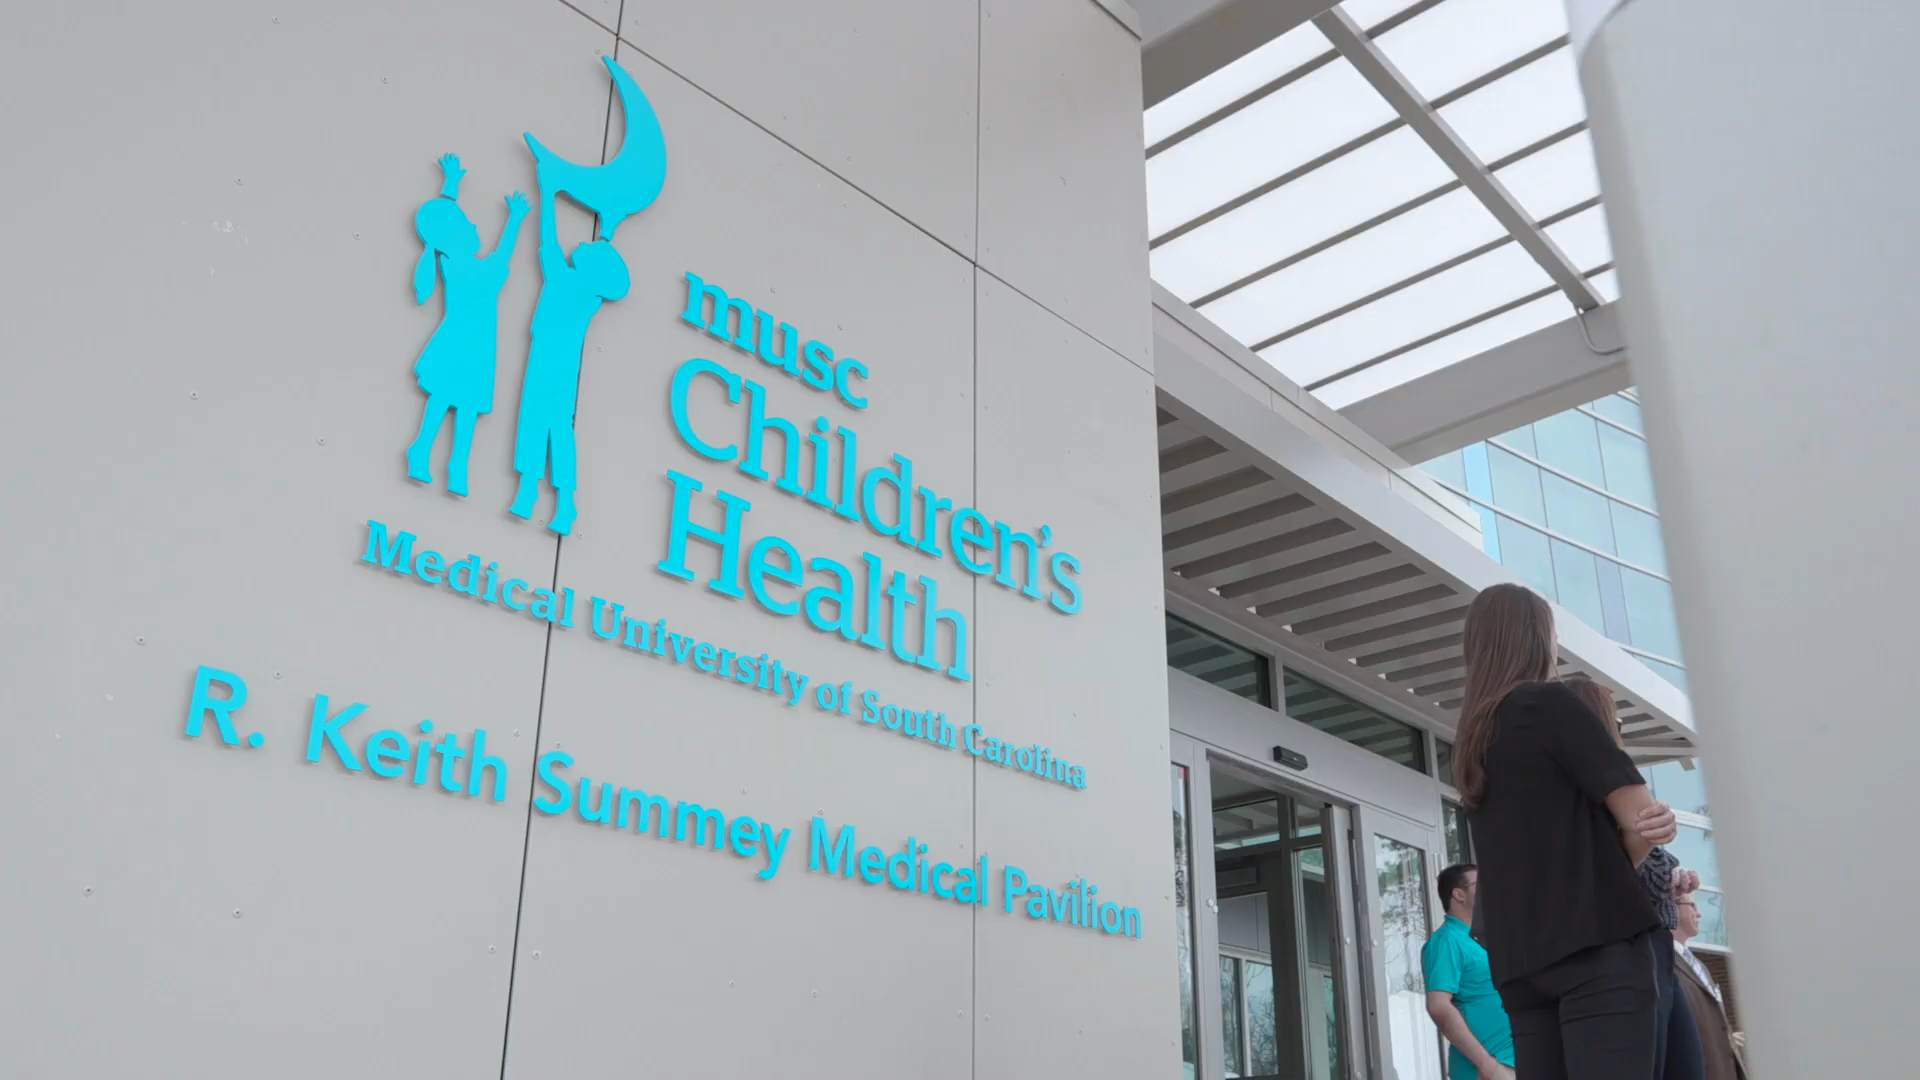 musc
Children's
Health
Medical University of South Carolina
R. Keith Summey Medical Pavilion